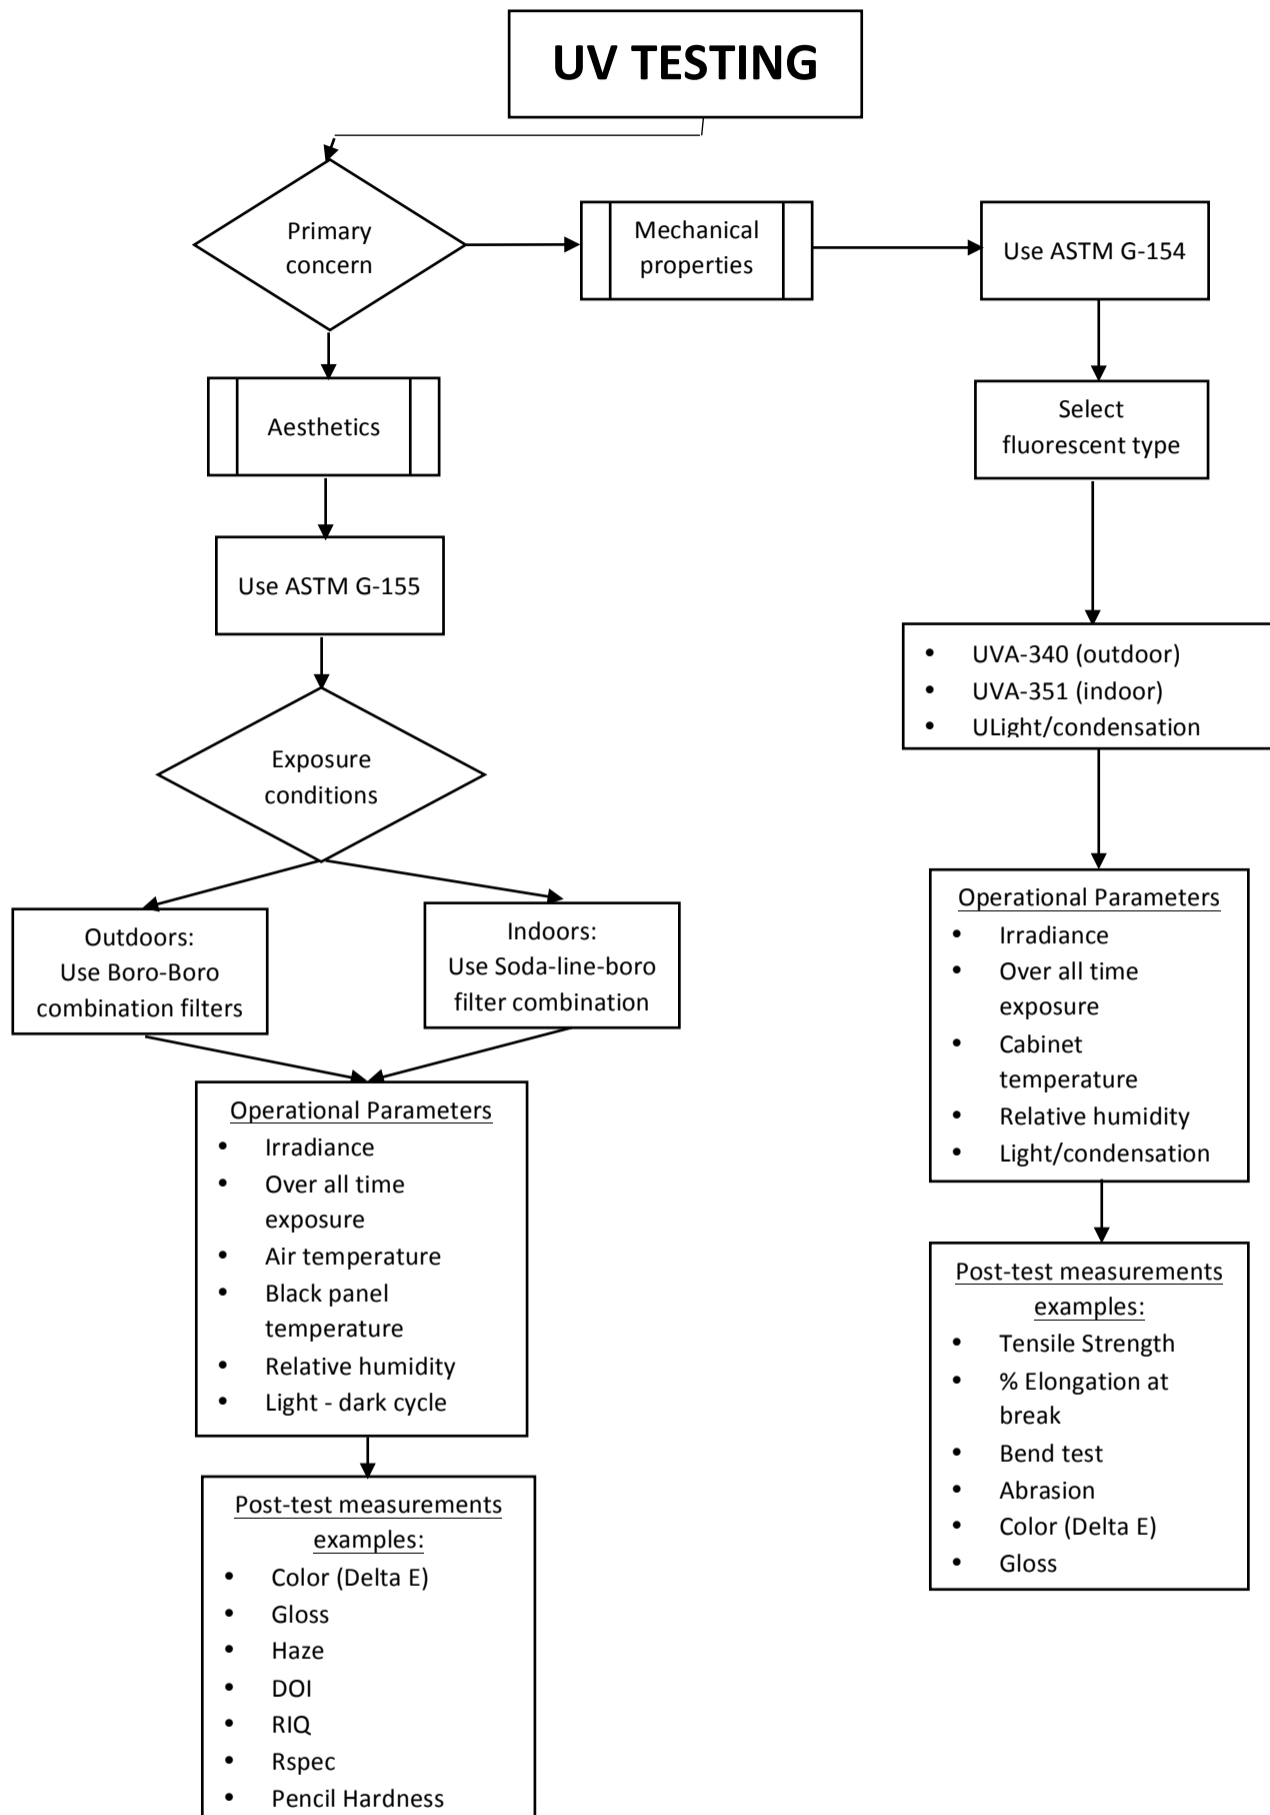 UV TESTING
Primary
concern
Mechanical
properties
Use ASTM G-154
Select
fluorescent type
• UVA-340 (outdoor)
• UVA-351 (indoor)
• ULight/condensation
Operational Parameters
• Irradiance
• Over all time
exposure
• Cabinet
temperature
• Relative humidity
• Light/condensation
Post-test measurements
examples:
• Tensile Strength
• % Elongation at
break
• Bend test
• Abrasion
• Color (Delta E)
• Gloss
Aesthetics
Use ASTM G-155
Exposure
conditions
Outdoors:
Use Boro-Boro
combination filters
Indoors:
Use Soda-line-boro
filter combination
Operational Parameters
• Irradiance
• Over all time
exposure
• Air temperature
• Black panel
temperature
• Relative humidity
• Light - dark cycle
Post-test measurements
examples:
• Color (Delta E)
• Gloss
• Haze
• DOI
• RIQ
• Rspec
• Pencil Hardness